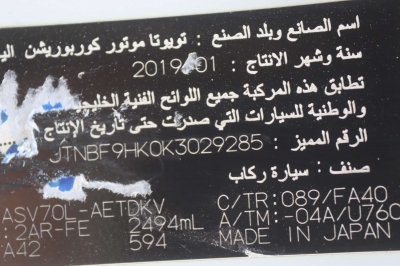 اسم الصانع وبلد الصنع : تويوتا موتور كوربوريشن
سنة وشهر الانتاج : 2019 01
تطابق هذه المركبة جميع اللوائح الفنية الخليجية
والوطنية للسيارات التي صدرت حتى تاريخ الإنتاج
الرقم المميز : JTNBF9HK0K3029285
صنف : سيارة ركاب
ASV70L-AETDKV C/TR: 089/FA40
: 2AR-FE 2494mL A/TM: -04A/U760
A42 594 MADE IN JAPAN